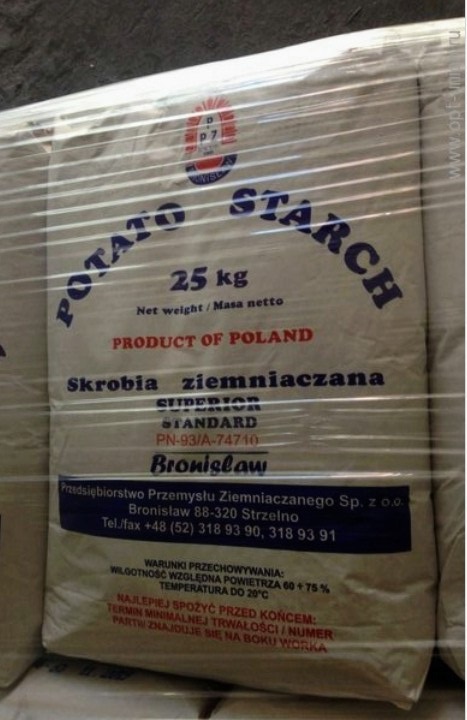 P
P P Z
POTATO STARCH
25 kg
Net weight / Masa netto
PRODUCT OF POLAND
Skrobia ziemniaczana
SUPERIOR
STANDARD
PN-93/A-74710
Bronisław
Przedsiębiorstwo Przemysłu Ziemniaczanego Sp. z o.o.
Bronisław 88-320 Strzelno
Tel./fax +48 (52) 318 93 90, 318 93 91
WARUNKI PRZECHOWYWANIA:
WILGOTNOŚĆ WZGLĘDNA POWIETRZA 60 ÷ 75 %
TEMPERATURA DO 20°C
NAJLEPIEJ SPOŻYĆ PRZED KOŃCEM:
TERMIN MINIMALNEJ TRWAŁOŚCI / NUMER
PARTII ZNAJDUJE SIĘ NA BOKU WORKA